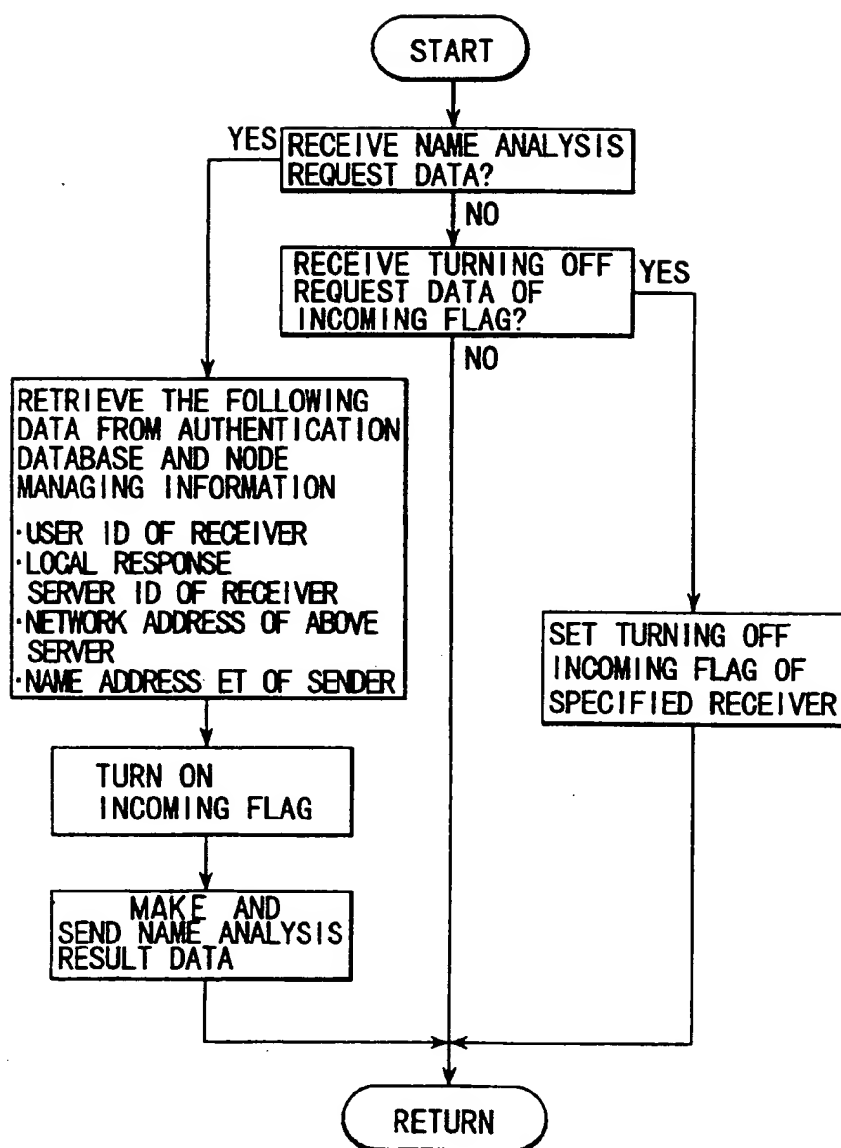 START
YES
RECEIVE NAME ANALYSIS
REQUEST DATA?
NO
RECEIVE TURNING OFF
REQUEST DATA OF
INCOMING FLAG?
YES
NO
RETRIEVE THE FOLLOWING
DATA FROM AUTHENTICATION
DATABASE AND NODE
MANAGING INFORMATION
·USER ID OF RECEIVER
·LOCAL RESPONSE
SERVER ID OF RECEIVER
·NETWORK ADDRESS OF ABOVE
SERVER
·NAME ADDRESS ET OF SENDER
SET TURNING OFF
INCOMING FLAG OF
SPECIFIED RECEIVER
TURN ON
INCOMING FLAG
MAKE AND
SEND NAME ANALYSIS
RESULT DATA
RETURN